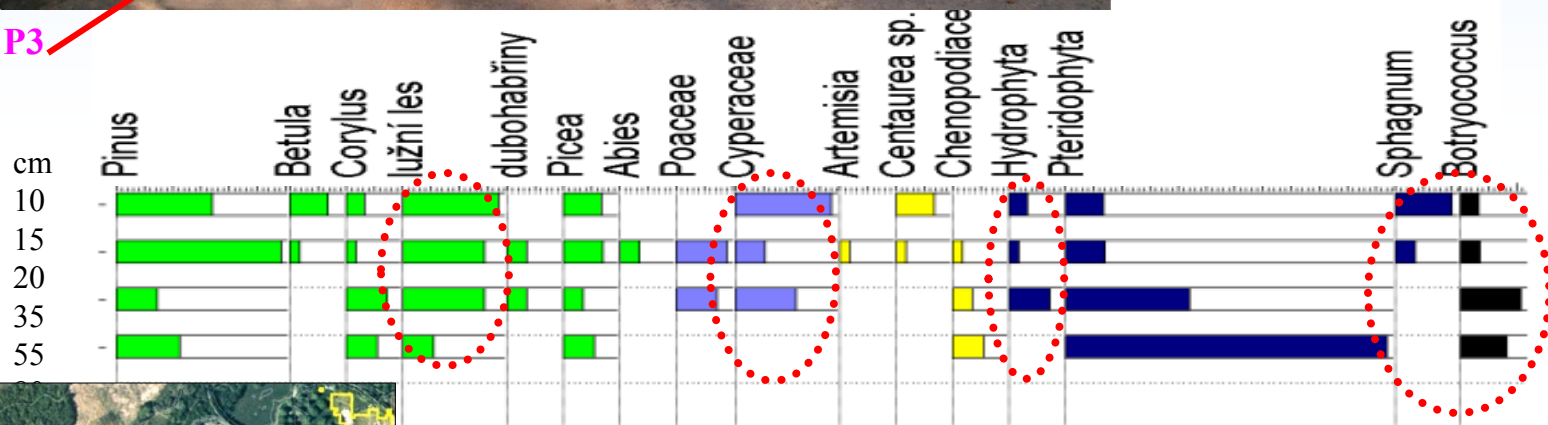 P3
Pinus
Betula
Corylus
lužní les
dubohabřiny
Picea
Abies
Poaceae
Cyperaceae
Artemisia
Centaurea sp.
Chenopodiace
Hydrophyta
Pteridophyta
Sphagnum
Botryococcus
cm
10
15
20
35
55